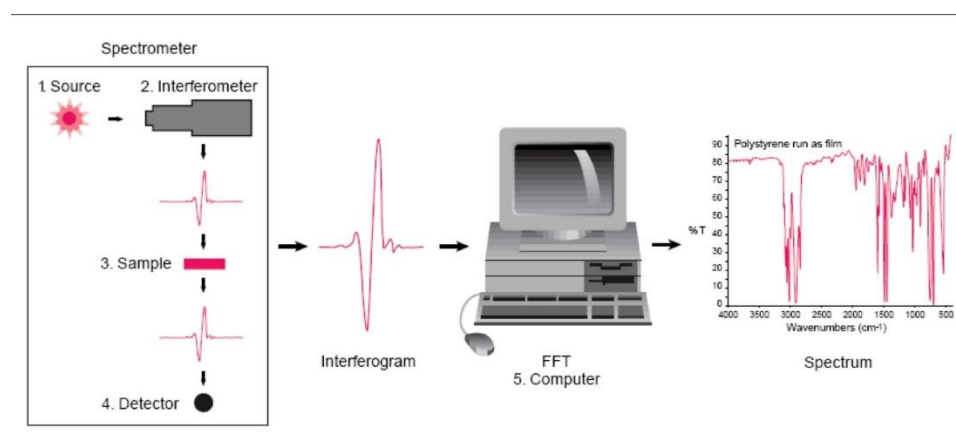 Spectrometer
1. Source
2. Interferometer
3. Sample
4. Detector
Interferogram
FFT
5. Computer
Polystyrene run as film
%T
90
80
70
60
50
40
30
20
10
0
4000 3500 3000 2500 2000 1500 1000 500
Wavenumbers (cm-1)
Spectrum